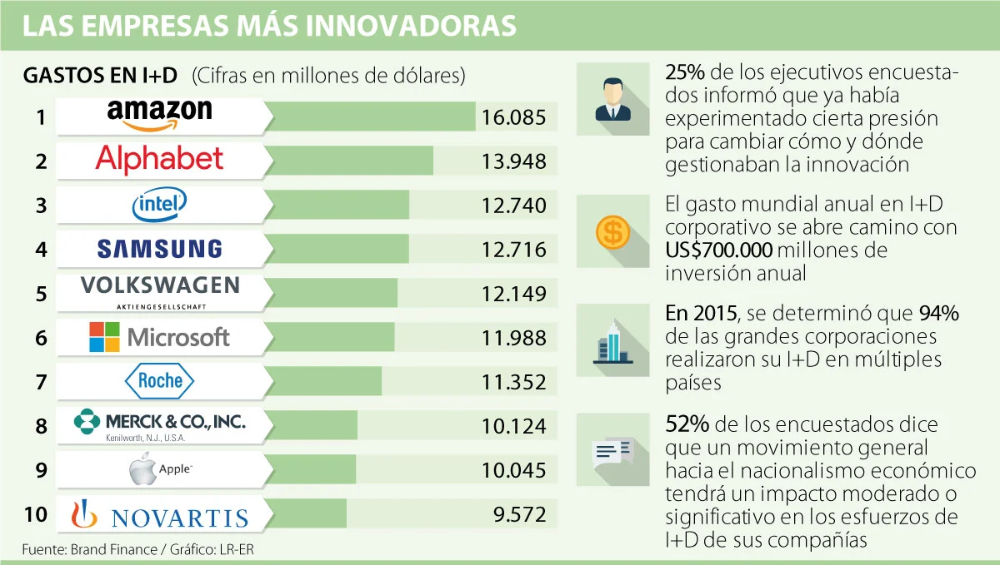 LAS EMPRESAS MÁS INNOVADORAS
GASTOS EN I+D (Cifras en millones de dólares)
1 amazon 16.085
2 Alphabet 13.948
3 intel 12.740
4 SAMSUNG 12.716
5 VOLKSWAGEN 12.149
AKTIENGESELLSCHAFT
6 Microsoft 11.988
7 Roche 11.352
8 MERCK & CO., INC. 10.124
Kenilworth, N.J., U.S.A.
9 Apple™ 10.045
10 NOVARTIS 9.572
Fuente: Brand Finance / Gráfico: LR-ER
25% de los ejecutivos encuesta-
dos informó que ya había
experimentado cierta presión
para cambiar cómo y dónde
gestionaban la innovación
$
El gasto mundial anual en I+D
corporativo se abre camino con
US$700.000 millones de
inversión anual
En 2015, se determinó que 94%
de las grandes corporaciones
realizaron su I+D en múltiples
países
52% de los encuestados dice
que un movimiento general
hacia el nacionalismo económico
tendrá un impacto moderado o
significativo en los esfuerzos de
I+D de sus compañías